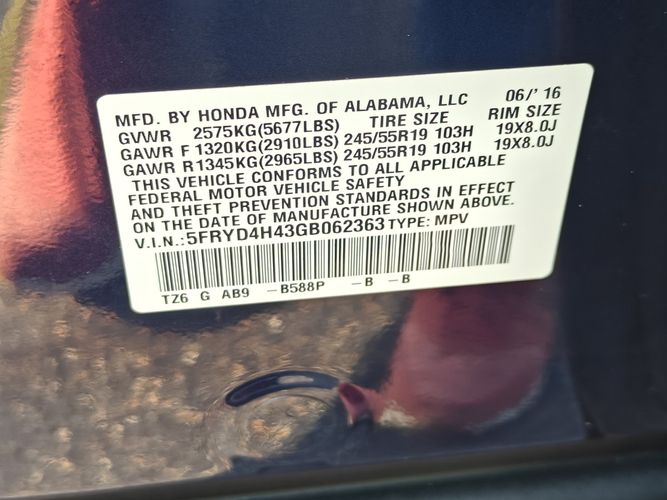 MFD. BY HONDA MFG. OF ALABAMA, LLC 06/'16
GVWR 2575KG(5677LBS) TIRE SIZE RIM SIZE
GAWR F 1320KG(2910LBS) 245/55R19 103H 19X8.0J
GAWR R 1345KG(2965LBS) 245/55R19 103H 19X8.0J
THIS VEHICLE CONFORMS TO ALL APPLICABLE
FEDERAL MOTOR VEHICLE SAFETY
AND THEFT PREVENTION STANDARDS IN EFFECT
ON THE DATE OF MANUFACTURE SHOWN ABOVE.
V.I.N.:5FRYD4H43GB062363 TYPE: MPV
TZ6 G AB9 -B588P -B -B